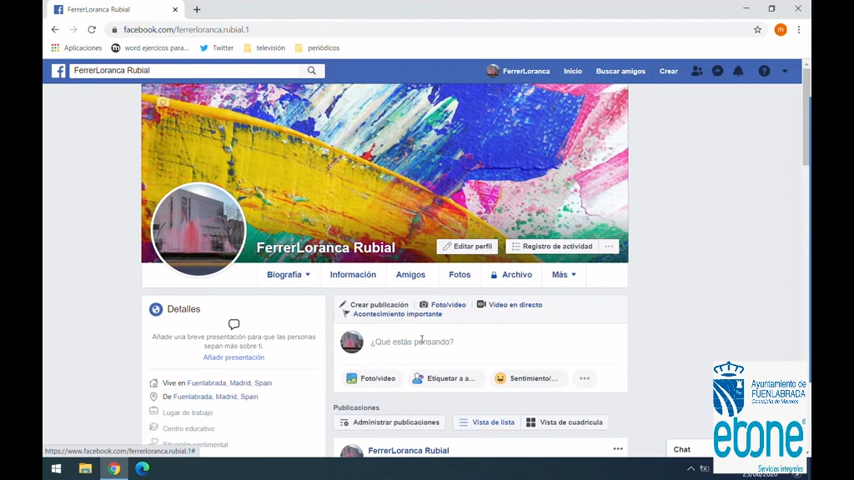 FerrerLoranca Rubial
facebook.com/ferrerloranca.rubial.1
Aplicaciones word ejercicios para... Twitter televisión periódicos
FerrerLoranca Rubial
FerrerLoranca Inicio Buscar amigos Crear
FerrerLoranca Rubial
Editar perfil Registro de actividad
Biografía Información Amigos Fotos Archivo Más
Detalles
Añade una breve presentación para que las personas
sepan más sobre ti.
Añadir presentación
Vive en Fuenlabrada, Madrid, Spain
De Fuenlabrada, Madrid, Spain
Lugar de trabajo
Centro educativo
Situación sentimental
Crear publicación Foto/video Video en directo
Acontecimiento importante
¿Qué estás pensando?
Foto/video Etiquetar a a... Sentimiento/...
Publicaciones
Administrar publicaciones Vista de lista Vista de cuadrícula
FerrerLoranca Rubial
Chat
https://www.facebook.com/ferrerloranca.rubial.1#
Ayuntamiento de
FUENLABRADA
Concejalía de Mayores
etone
Servicios Integrales